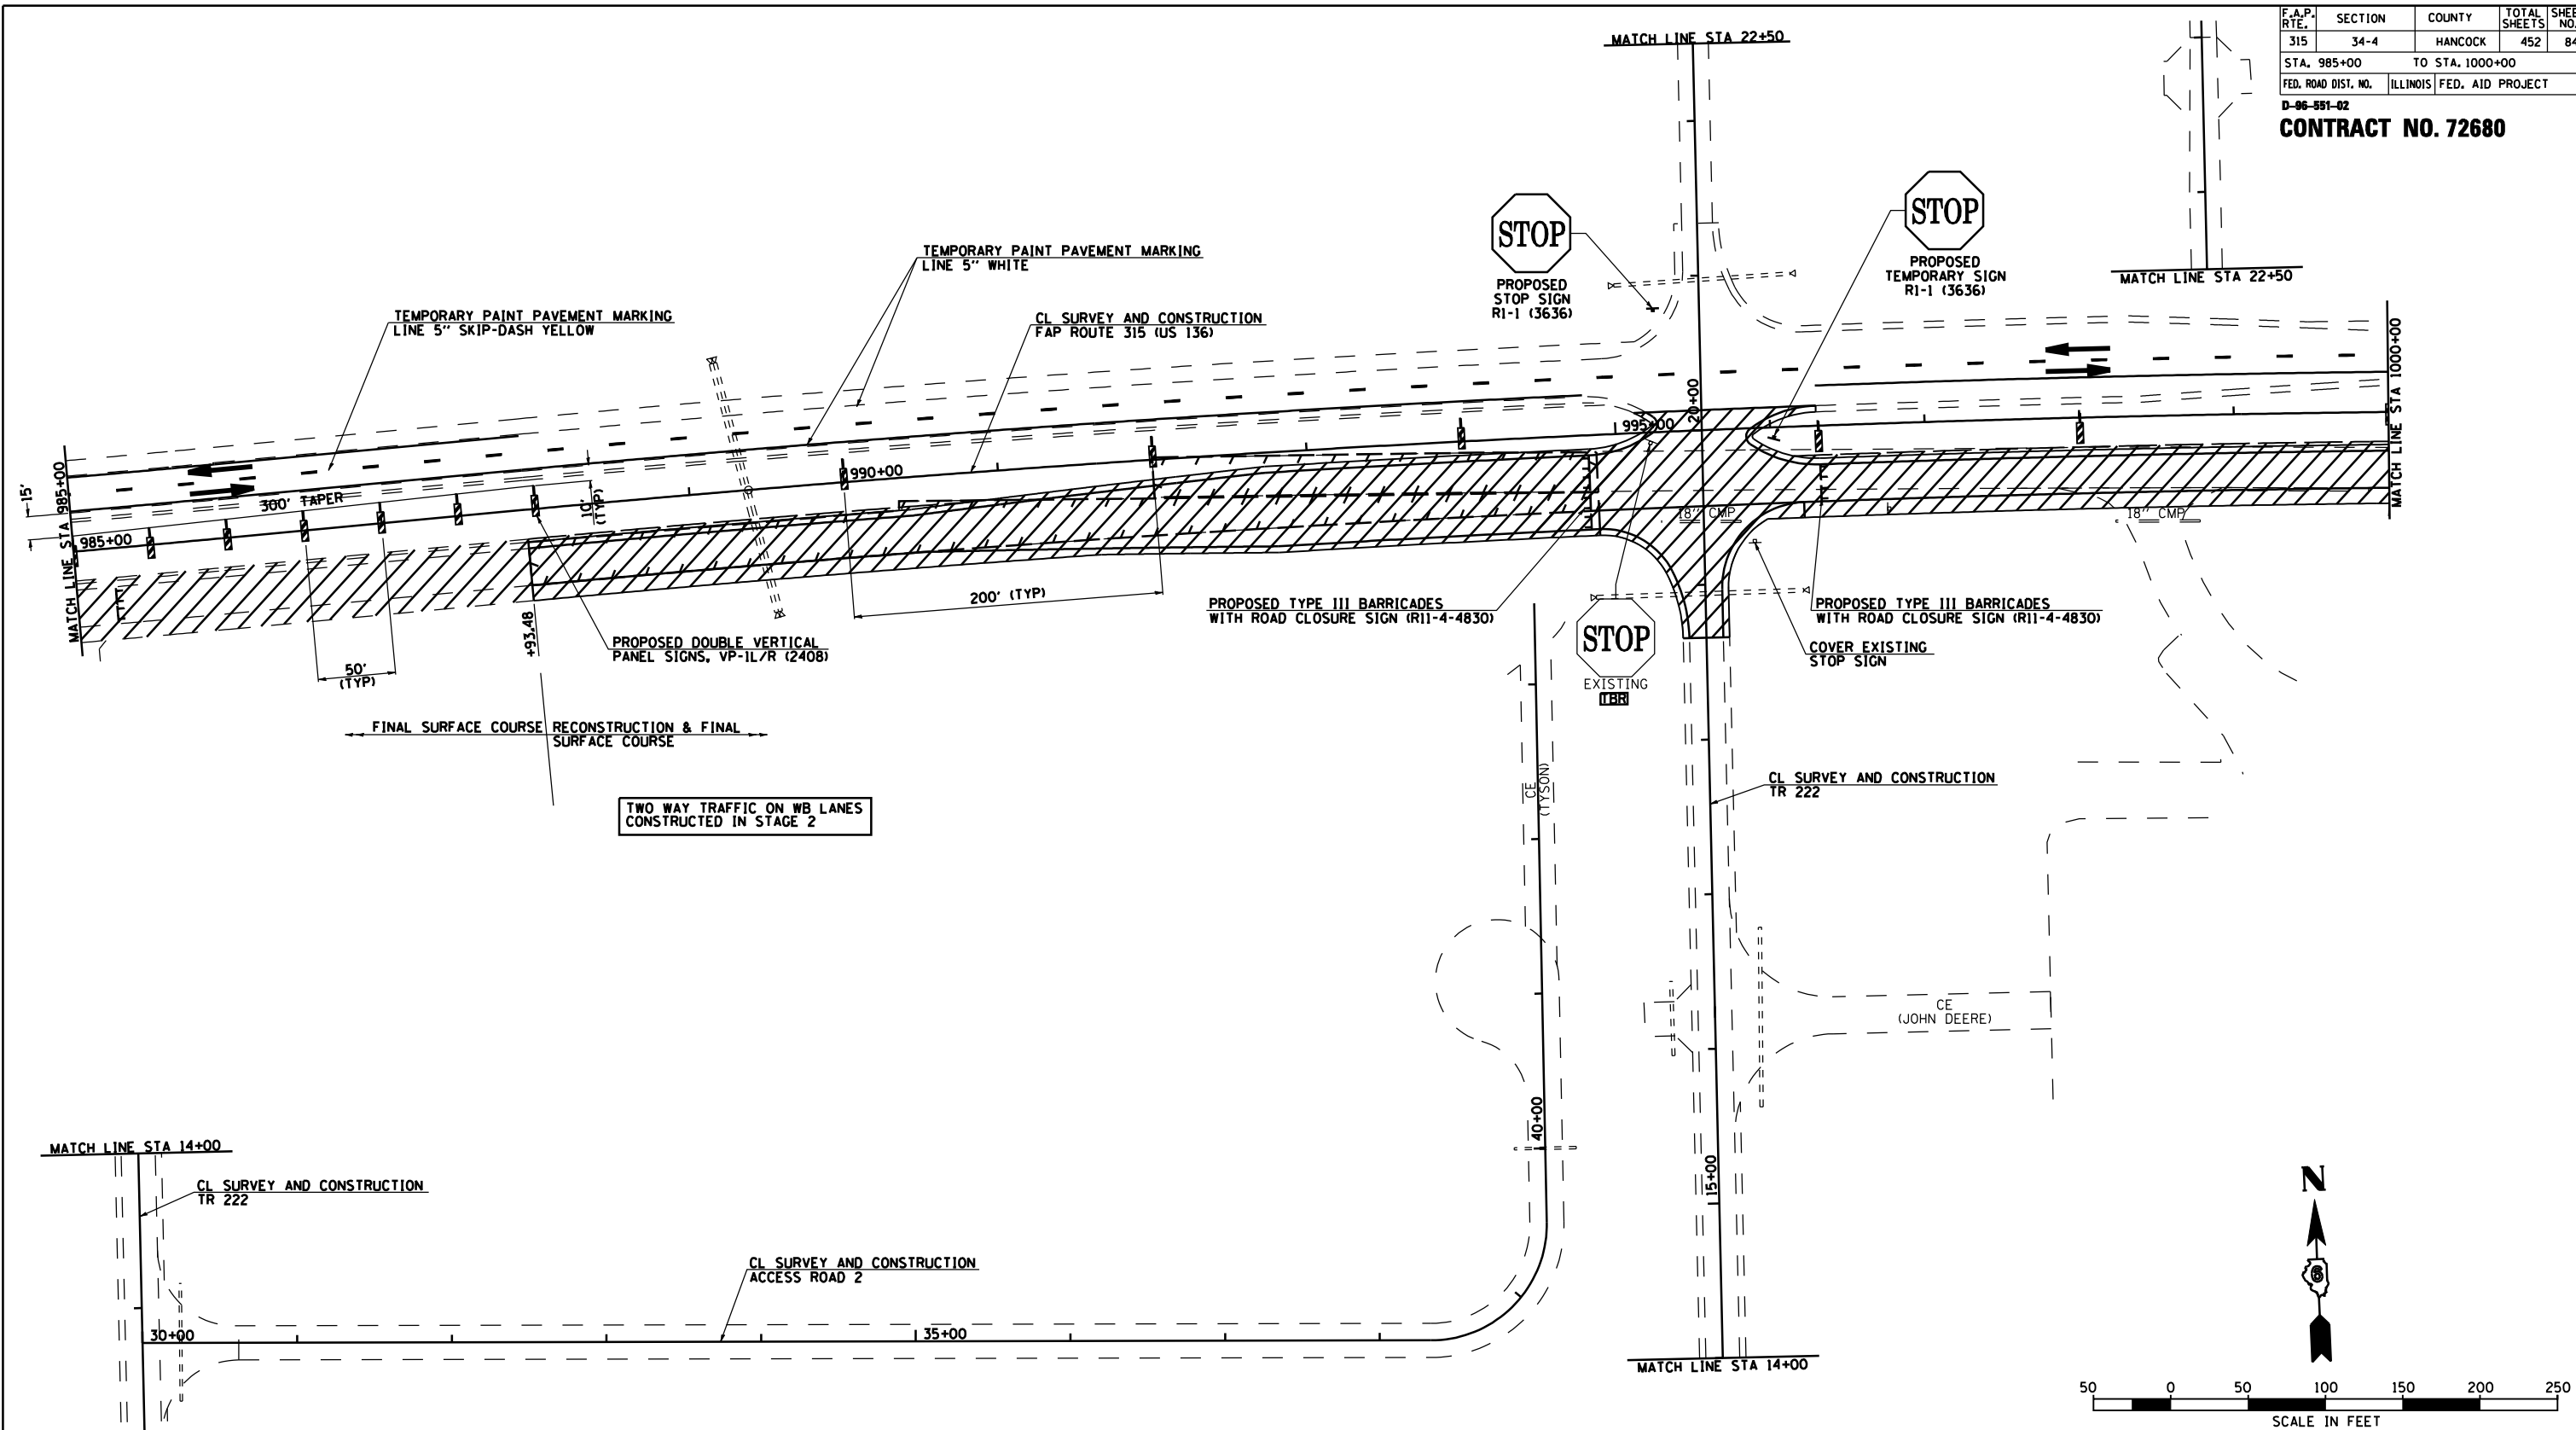 F.A.P. RTE.
SECTION
COUNTY
TOTAL SHEETS
315
34-4
HANCOCK
452
STA. 985+00 TO STA. 1000+00
FED. ROAD DIST. NO.
ILLINOIS
FED. AID PROJECT
D-96-551-02
CONTRACT NO. 72680
MATCH LINE STA 22+50
MATCH LINE STA 22+50
STOP
PROPOSED
STOP SIGN
R1-1 (3636)
STOP
PROPOSED
TEMPORARY SIGN
R1-1 (3636)
TEMPORARY PAINT PAVEMENT MARKING
LINE 5" WHITE
TEMPORARY PAINT PAVEMENT MARKING
LINE 5" SKIP-DASH YELLOW
CL SURVEY AND CONSTRUCTION
FAP ROUTE 315 (US 136)
MATCH LINE STA 985+00
15'
985+00
300' TAPER
10'
(TYP)
990+00
995+00
20+00
MATCH LINE STA 1000+00
18" CMP
18" CMP
50'
(TYP)
+93.48
200' (TYP)
PROPOSED DOUBLE VERTICAL
PANEL SIGNS, VP-1L/R (2408)
PROPOSED TYPE III BARRICADES
WITH ROAD CLOSURE SIGN (R11-4-4830)
STOP
EXISTING
TBR
PROPOSED TYPE III BARRICADES
WITH ROAD CLOSURE SIGN (R11-4-4830)
COVER EXISTING
STOP SIGN
FINAL SURFACE COURSE
RECONSTRUCTION & FINAL
SURFACE COURSE
TWO WAY TRAFFIC ON WB LANES
CONSTRUCTED IN STAGE 2
CE
(TYSON)
CL SURVEY AND CONSTRUCTION
TR 222
CE
(JOHN DEERE)
40+00
15+00
MATCH LINE STA 14+00
CL SURVEY AND CONSTRUCTION
TR 222
CL SURVEY AND CONSTRUCTION
ACCESS ROAD 2
30+00
35+00
MATCH LINE STA 14+00
N
6
50 0 50 100 150 200 250
SCALE IN FEET